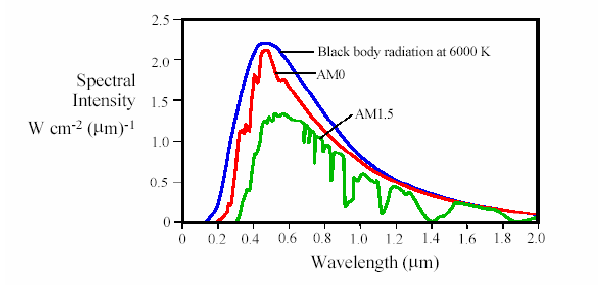 2.5
Black body radiation at 6000 K
2.0
AM0
Spectral
Intensity
W cm-2 (μm)-1
1.5
AM1.5
1.0
0.5
0
0 0.2 0.4 0.6 0.8 1.0 1.2 1.4 1.6 1.8 2.0
Wavelength (μm)